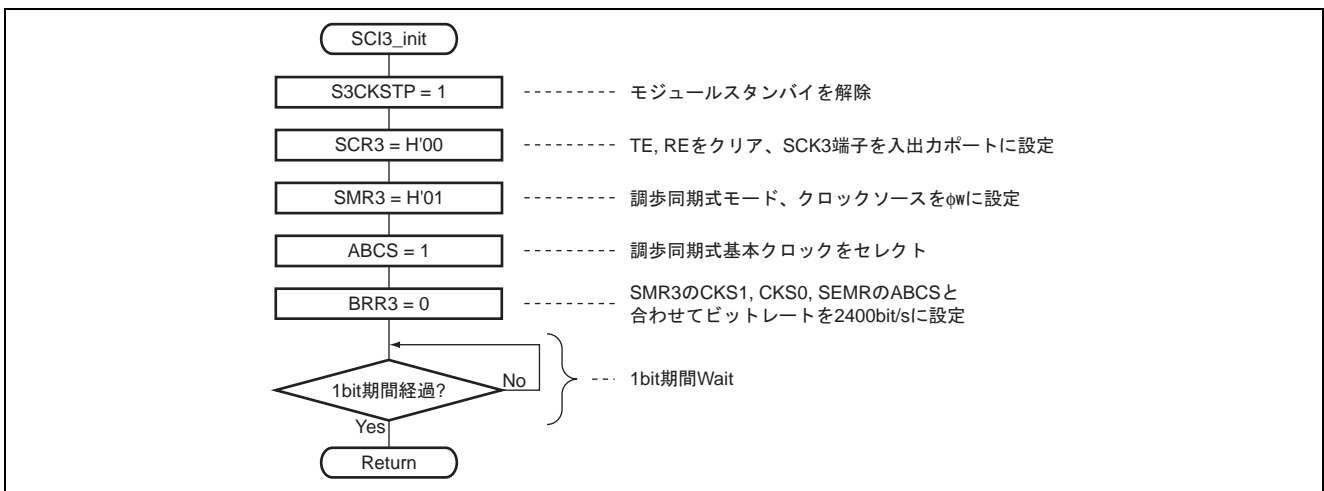 SCI3_init
S3CKSTP = 1
モジュールスタンバイを解除
SCR3 = H'00
TE, REをクリア、SCK3端子を入出力ポートに設定
SMR3 = H'01
調歩同期式モード、クロックソースをφwに設定
ABCS = 1
調歩同期式基本クロックをセレクト
BRR3 = 0
SMR3のCKS1, CKS0, SEMRのABCSと
合わせてビットレートを2400bit/sに設定
1bit期間経過?
No
1bit期間Wait
Yes
Return